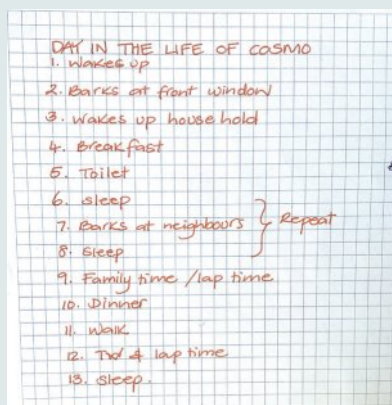 DAY IN THE LIFE OF COSMO
1. Wakes up
2. Barks at front window
3. Wakes up household
4. Breakfast
5. Toilet
6. Sleep
7. Barks at neighbours } Repeat
8. Sleep
9. Family time / lap time
10. Dinner
11. Walk
12. & lap time
13. Sleep.